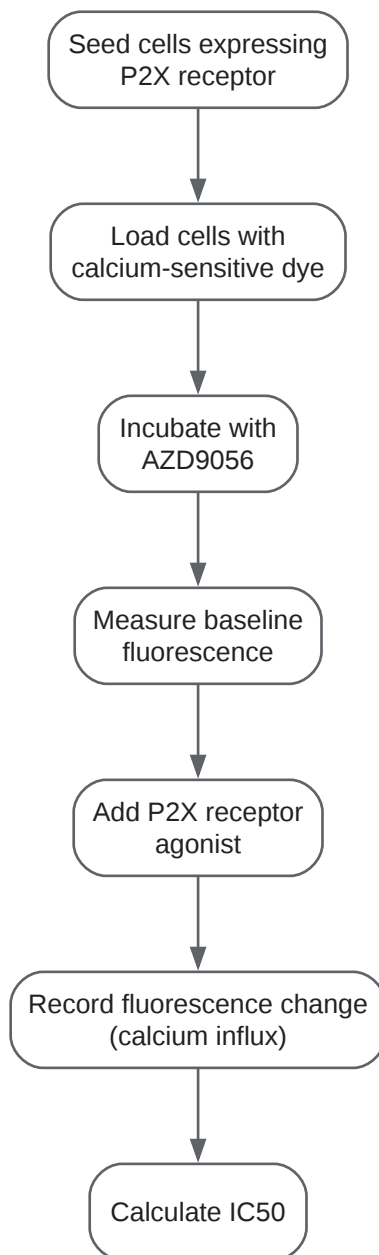 Seed cells expressing
P2X receptor
Load cells with
calcium-sensitive dye
Incubate with
AZD9056
Measure baseline
fluorescence
Add P2X receptor
agonist
Record fluorescence change
(calcium influx)
Calculate IC50